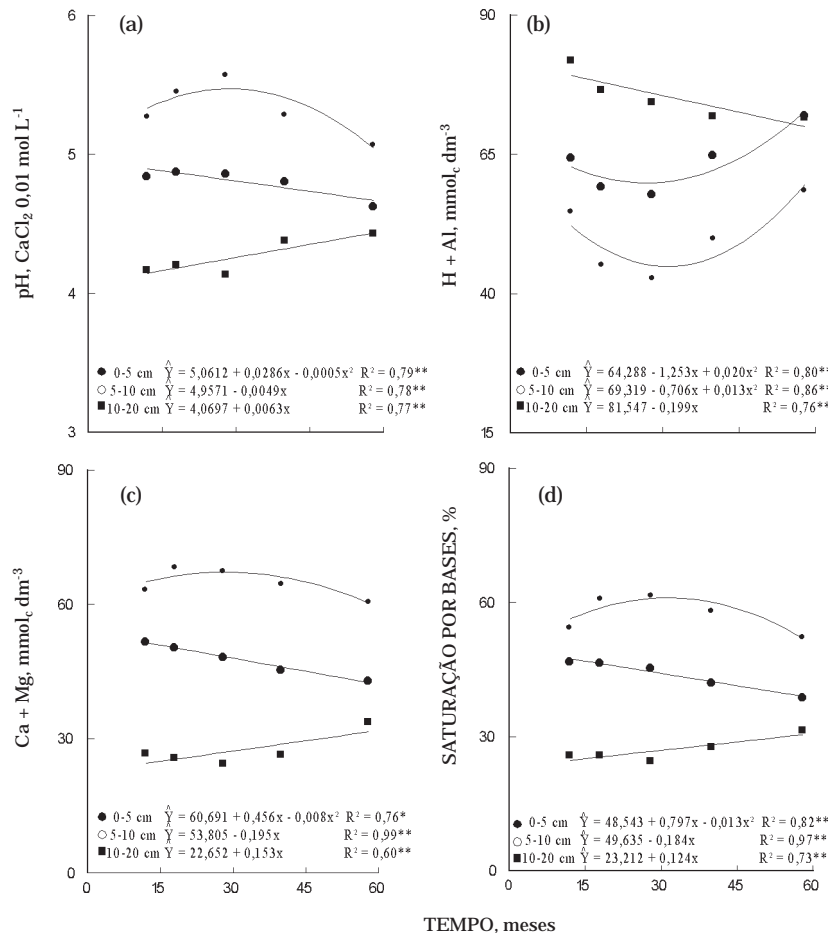 (a)
6
5
4
3
pH, CaCl₂ 0,01 mol L⁻¹
0-5 cm Ŷ = 5,0612 + 0,0286x - 0,0005x² R² = 0,79**
5-10 cm Ŷ = 4,9571 - 0,0049x R² = 0,78**
10-20 cm Ŷ = 4,0697 + 0,0063x R² = 0,77**
(b)
90
65
40
15
H + Al, mmol꜀ dm⁻³
0-5 cm Ŷ = 64,288 - 1,253x + 0,020x² R² = 0,80**
5-10 cm Ŷ = 69,319 - 0,706x + 0,013x² R² = 0,86**
10-20 cm Ŷ = 81,547 - 0,199x R² = 0,76**
(c)
90
60
30
0
Ca + Mg, mmol꜀ dm⁻³
0-5 cm Ŷ = 60,691 + 0,456x - 0,008x² R² = 0,76*
5-10 cm Ŷ = 53,805 - 0,195x R² = 0,99**
10-20 cm Ŷ = 22,652 + 0,153x R² = 0,60**
0 30 60
(d)
90
60
30
0
SATURAÇÃO POR BASES, %
0-5 cm Ŷ = 48,543 + 0,797x - 0,013x² R² = 0,82**
5-10 cm Ŷ = 49,635 - 0,184x R² = 0,97**
10-20 cm Ŷ = 23,212 + 0,124x R² = 0,73**
0 15 30 45 60
TEMPO, meses